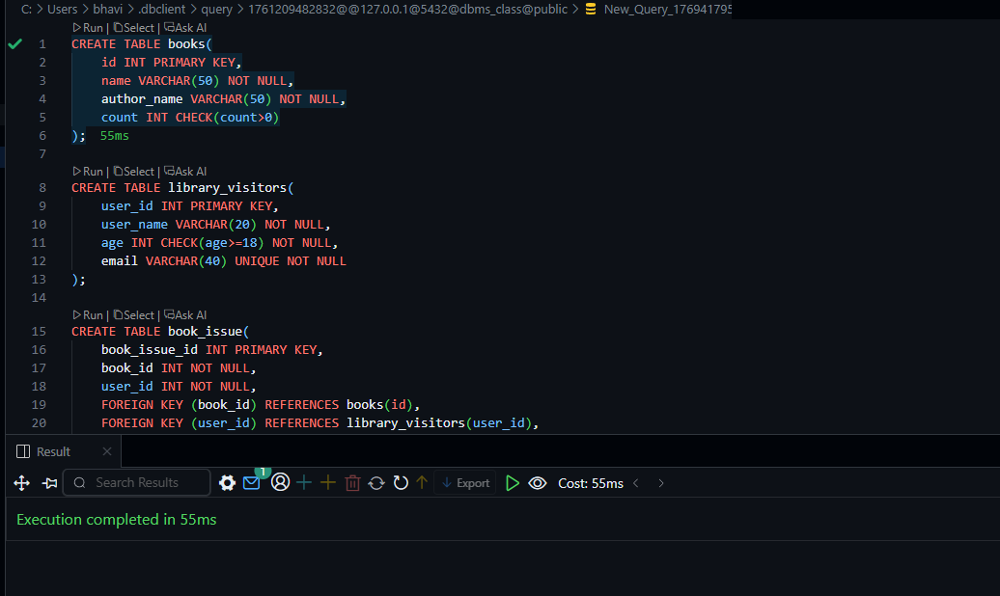 C: > Users > bhavi > .dbclient > query > 1761209482832@@127.0.0.1@5432@dbms_class@public > New_Query_176941795
Run | Select | Ask AI
1 CREATE TABLE books(
2 id INT PRIMARY KEY,
3 name VARCHAR(50) NOT NULL,
4 author_name VARCHAR(50) NOT NULL,
5 count INT CHECK(count>0)
6 ); 55ms
7
Run | Select | Ask AI
8 CREATE TABLE library_visitors(
9 user_id INT PRIMARY KEY,
10 user_name VARCHAR(20) NOT NULL,
11 age INT CHECK(age>=18) NOT NULL,
12 email VARCHAR(40) UNIQUE NOT NULL
13 );
14
Run | Select | Ask AI
15 CREATE TABLE book_issue(
16 book_issue_id INT PRIMARY KEY,
17 book_id INT NOT NULL,
18 user_id INT NOT NULL,
19 FOREIGN KEY (book_id) REFERENCES books(id),
20 FOREIGN KEY (user_id) REFERENCES library_visitors(user_id),
Result
Search Results 1 Export Cost: 55ms
Execution completed in 55ms